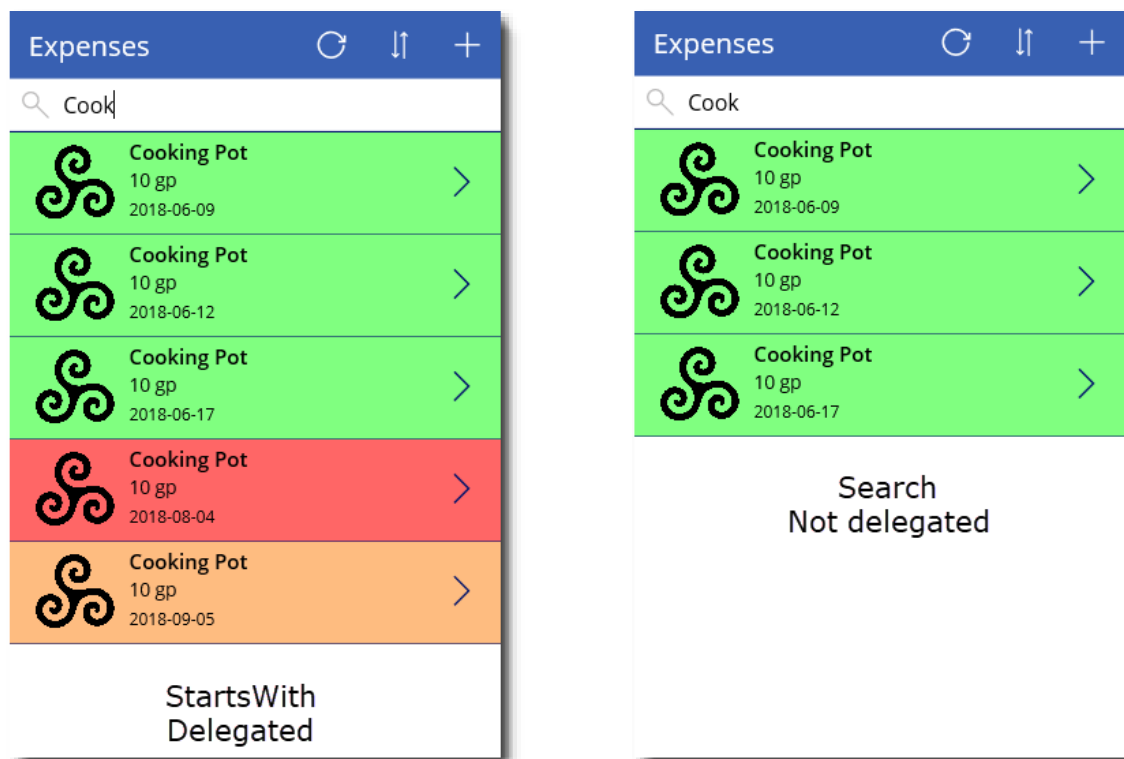 Expenses
Cook
Cooking Pot
10 gp
2018-06-09
Cooking Pot
10 gp
2018-06-12
Cooking Pot
10 gp
2018-06-17
Cooking Pot
10 gp
2018-08-04
Cooking Pot
10 gp
2018-09-05
StartsWith
Delegated
Expenses
Cook
Cooking Pot
10 gp
2018-06-09
Cooking Pot
10 gp
2018-06-12
Cooking Pot
10 gp
2018-06-17
Search
Not delegated